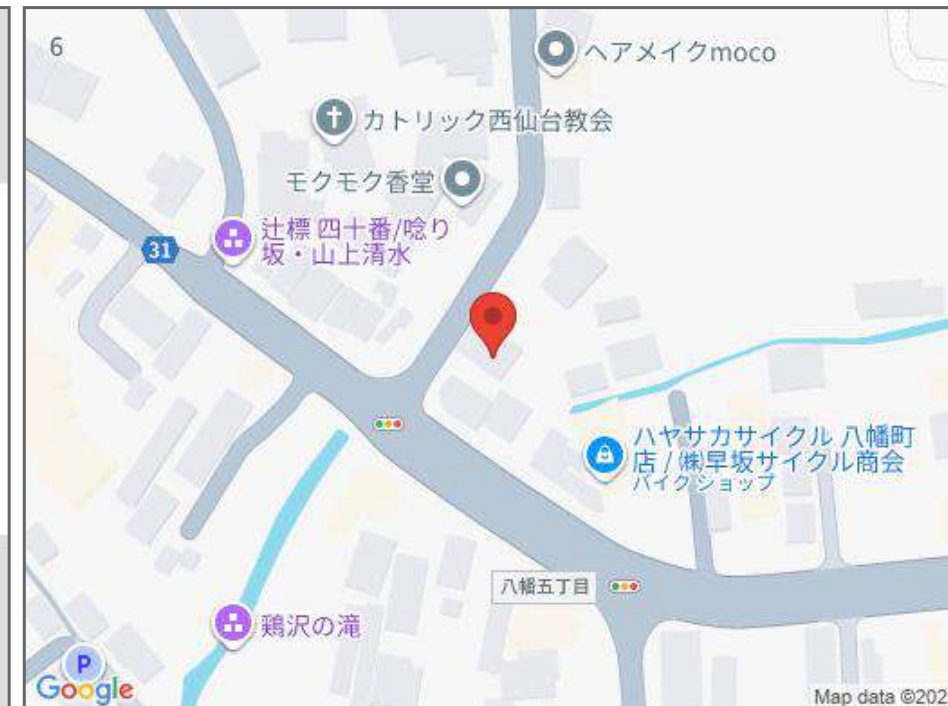 6
ヘアメイクmoco
カトリック西仙台教会
モクモク香堂
辻標 四十番/唸り
坂・山上清水
31
ハヤサカサイクル 八幡町
店 / ㈱早坂サイクル商会
バイクショップ
八幡五丁目
鶏沢の滝
P
Google
Map data ©202